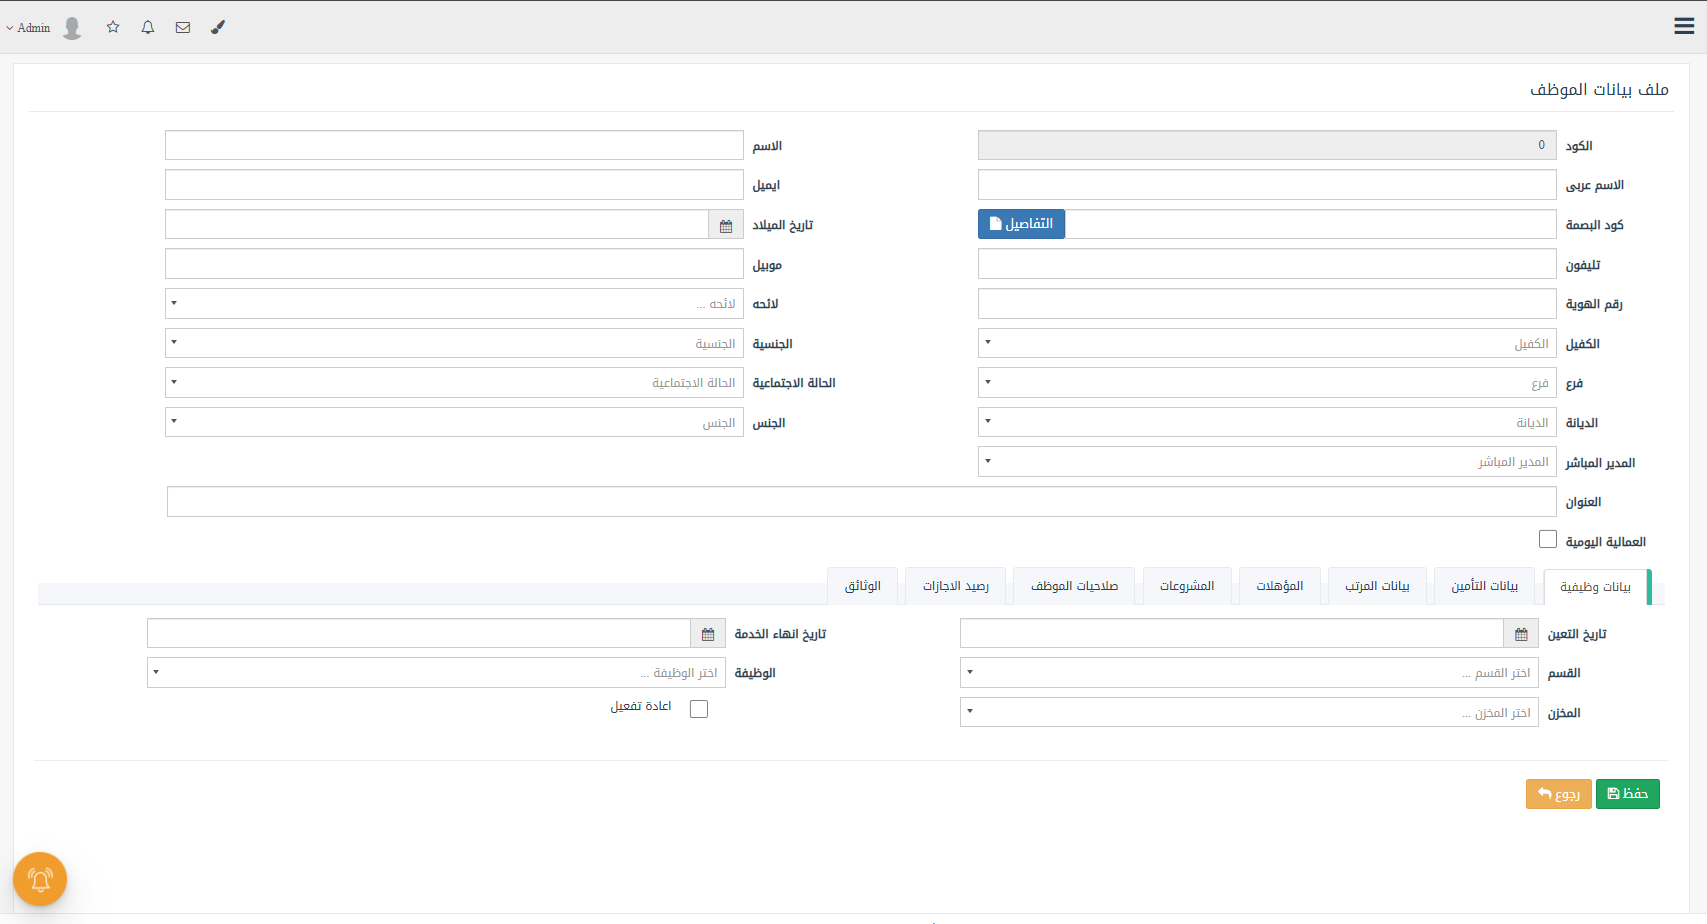 Admin
ملف بيانات الموظف
الكود 0 الاسم
الاسم عربى ايميل
كود البصمة التفاصيل تاريخ الميلاد
تليفون موبيل
رقم الهوية لائحه لائحه ...
الكفيل الكفيل الجنسية الجنسية
فرع فرع الحالة الاجتماعية الحالة الاجتماعية
الديانة الديانة الجنس الجنس
المدير المباشر المدير المباشر
العنوان
العمالية اليومية
بيانات وظيفية بيانات التأمين بيانات المرتب المؤهلات المشروعات صلاحيات الموظف رصيد الاجازات الوثائق
تاريخ التعين تاريخ انهاء الخدمة
القسم اختر القسم ... الوظيفة اختر الوظيفة ...
المخزن اختر المخزن ... اعادة تفعيل
حفظ رجوع